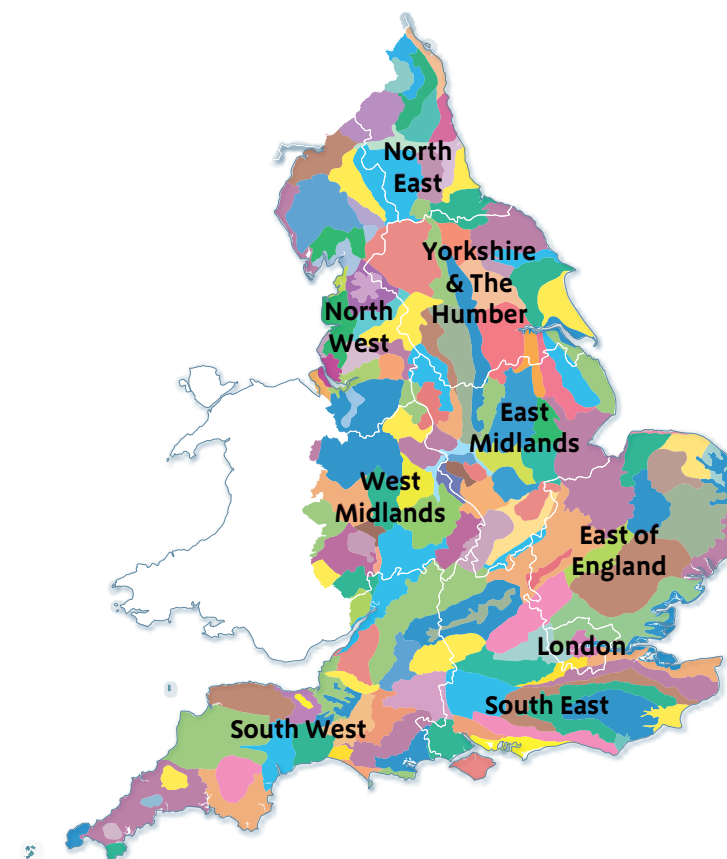 North
East
Yorkshire
& The
Humber
North
West
East
Midlands
West
Midlands
East of
England
London
South East
South West